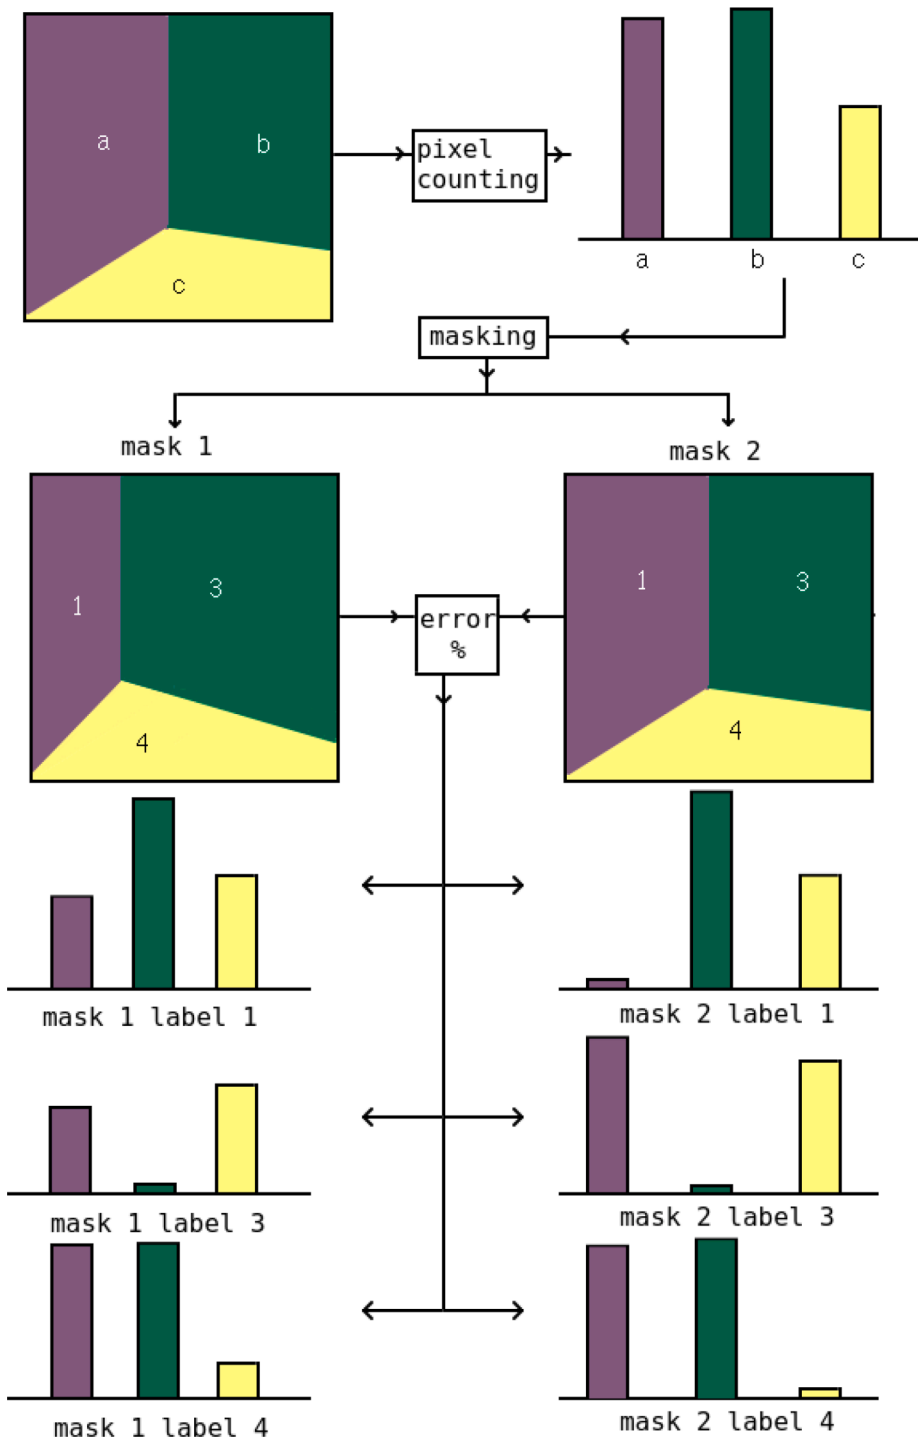 a
b
c
pixel
counting
a b c
masking
mask 1
mask 2
1
3
4
error
%
1
3
4
mask 1 label 1
mask 2 label 1
mask 1 label 3
mask 2 label 3
mask 1 label 4
mask 2 label 4